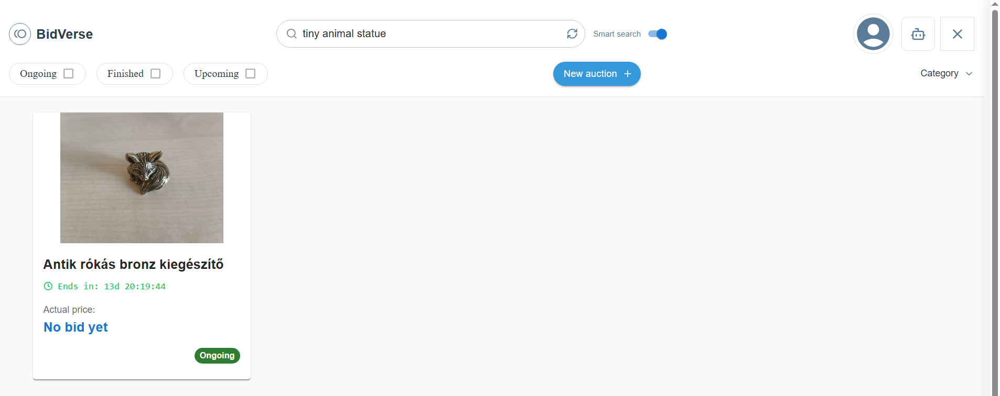 BidVerse
tiny animal statue
Smart search
Ongoing
Finished
Upcoming
New auction +
Category
Antik rókás bronz kiegészítő
Ends in: 13d 20:19:44
Actual price:
No bid yet
Ongoing